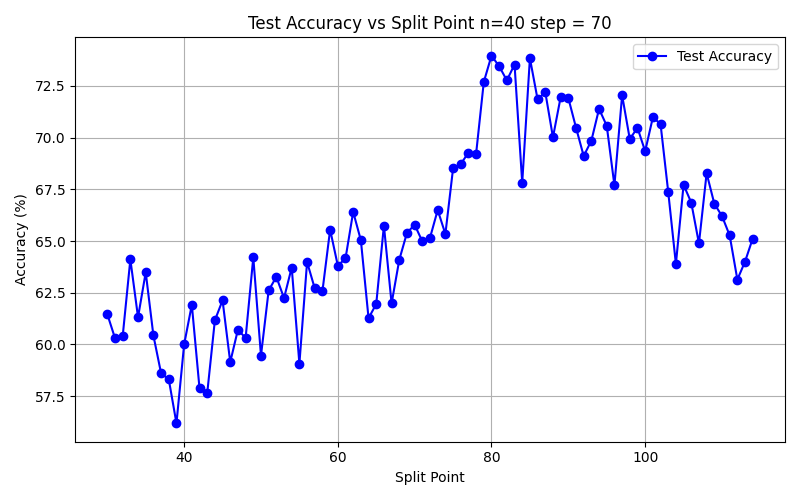 Test Accuracy vs Split Point n=40 step = 70
Test Accuracy
Accuracy (%)
72.5
70.0
67.5
65.0
62.5
60.0
57.5
40 60 80 100
Split Point